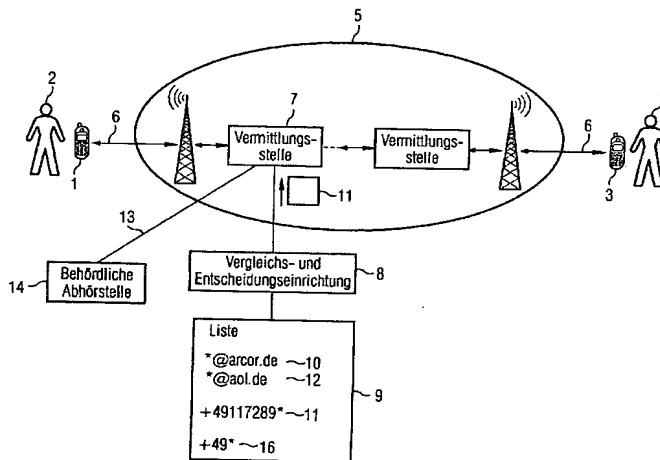 5
2
7
6
Vermittlungs-
stelle
Vermittlungs-
stelle
6
1
3
11
13
14
Behördliche
Abhörstelle
Vergleichs- und
Entscheidungseinrichtung
8
Liste
*@arcor.de
10
*@aol.de
12
9
+49117289*
11
+49*
16